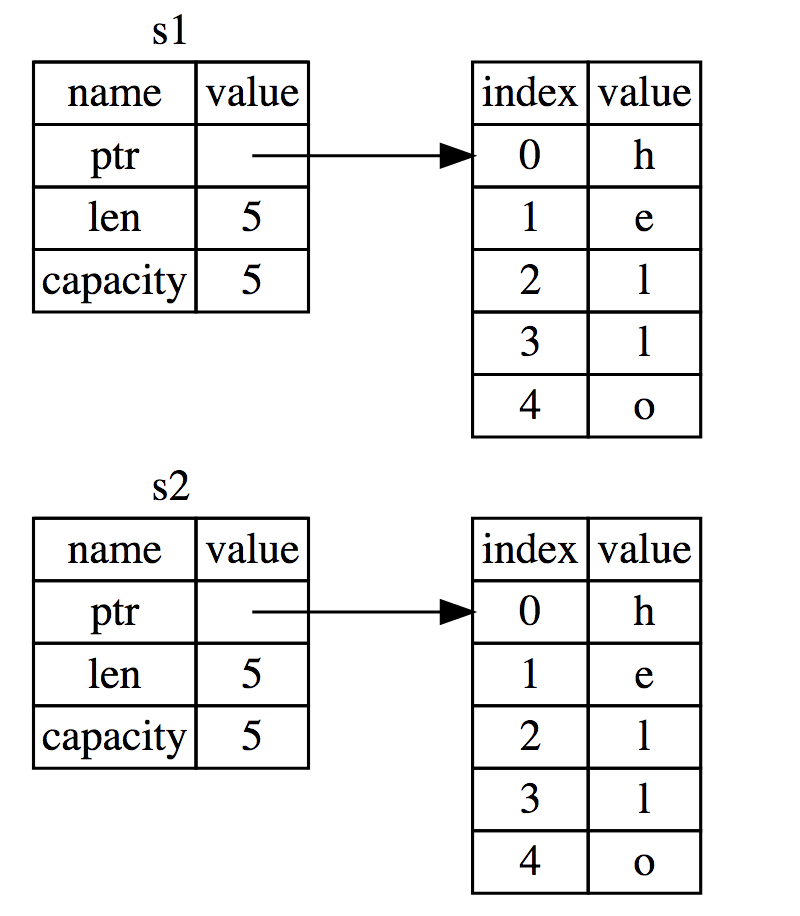 s1
name value
ptr
len 5
capacity 5
index value
0 h
1 e
2 l
3 l
4 o
s2
name value
ptr
len 5
capacity 5
index value
0 h
1 e
2 l
3 l
4 o